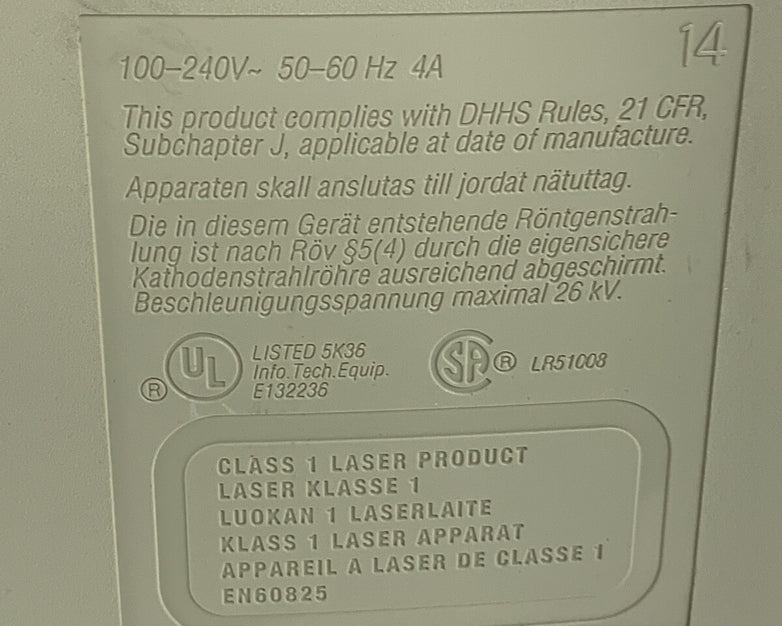 14
100–240V~ 50–60 Hz 4A
This product complies with DHHS Rules, 21 CFR,
Subchapter J, applicable at date of manufacture.
Apparaten skall anslutas till jordat nätuttag.
Die in diesem Gerät entstehende Röntgenstrah-
lung ist nach Röv §5(4) durch die eigensichere
Kathodenstrahlröhre ausreichend abgeschirmt.
Beschleunigungsspannung maximal 26 kV.
UL ®
LISTED 5K36
Info.Tech.Equip.
E132236
SA ® LR51008
CLASS 1 LASER PRODUCT
LASER KLASSE 1
LUOKAN 1 LASERLAITE
KLASS 1 LASER APPARAT
APPAREIL A LASER DE CLASSE 1
EN60825